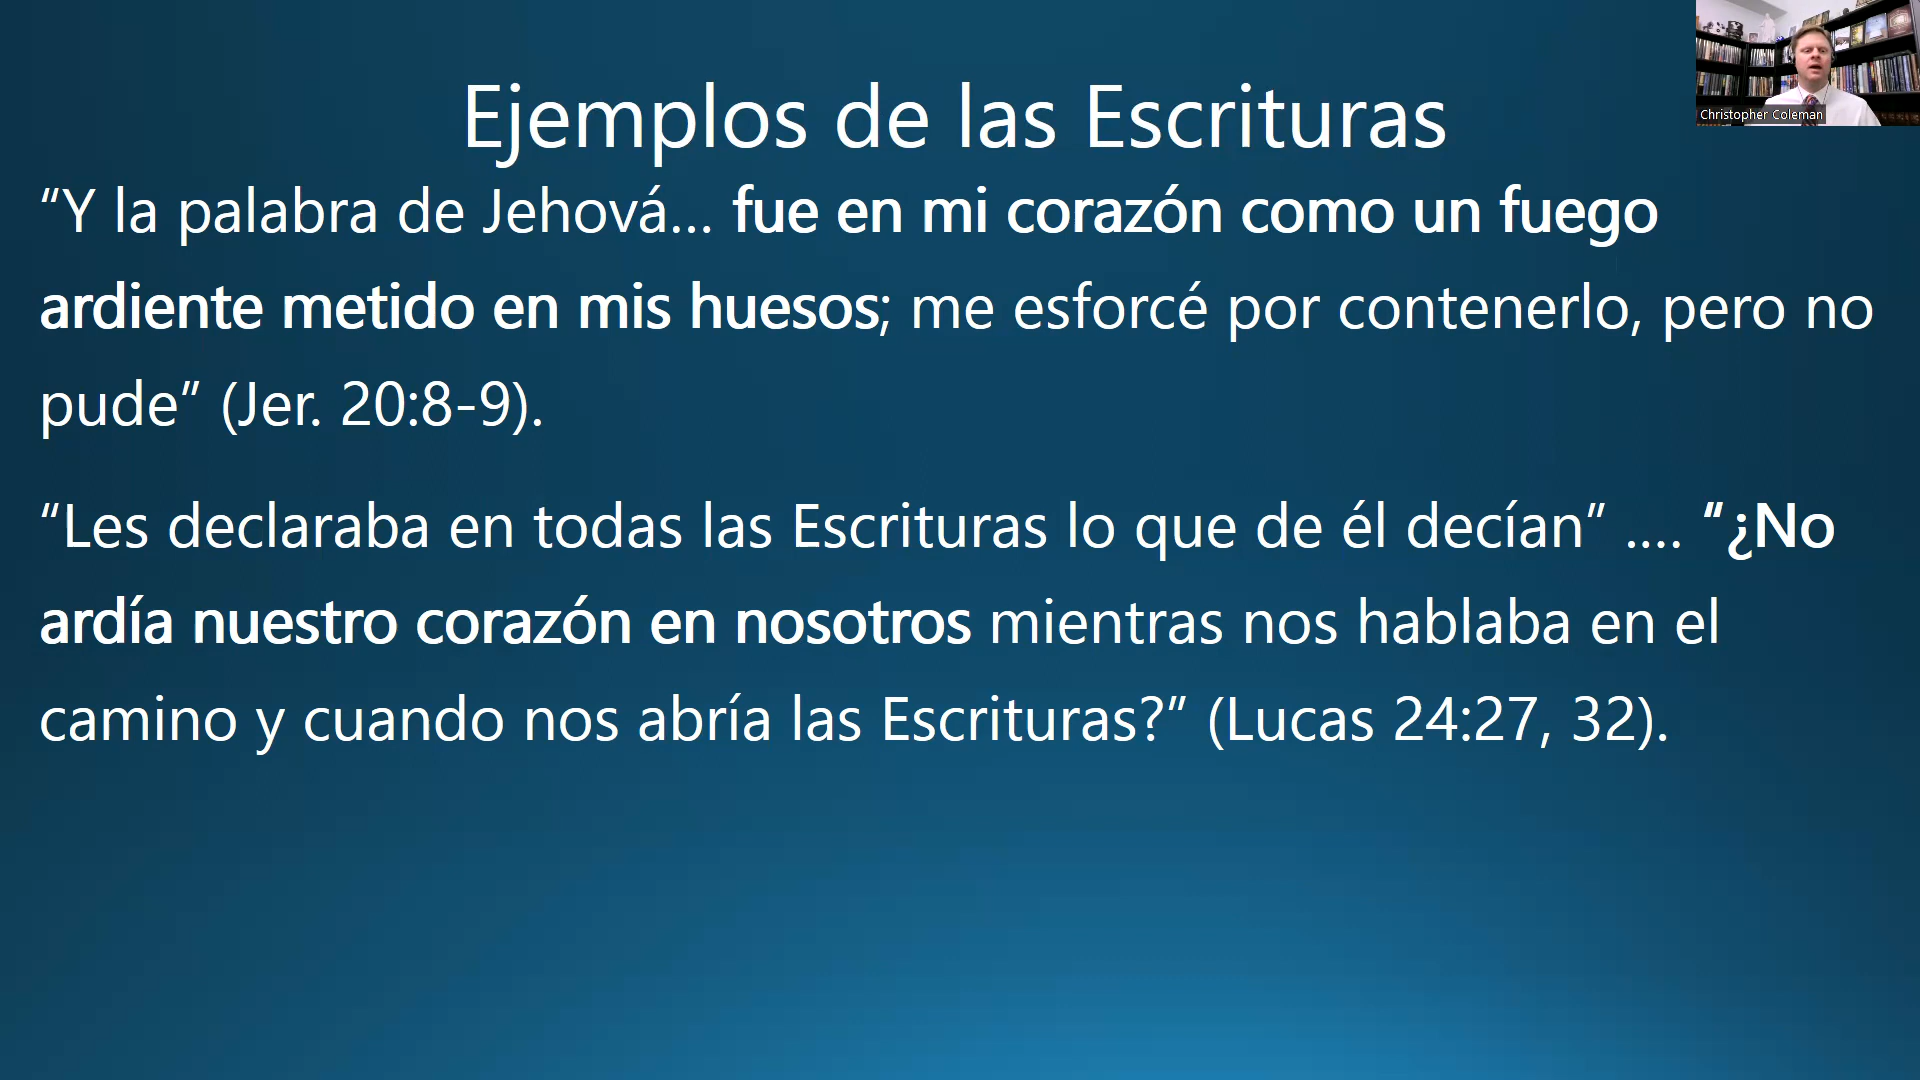 Ejemplos de las Escrituras
“Y la palabra de Jehová… fue en mi corazón como un fuego
ardiente metido en mis huesos; me esforcé por contenerlo, pero no
pude” (Jer. 20:8-9).
“Les declaraba en todas las Escrituras lo que de él decían” …. “¿No
ardía nuestro corazón en nosotros mientras nos hablaba en el
camino y cuando nos abría las Escrituras?” (Lucas 24:27, 32).
Christopher Coleman